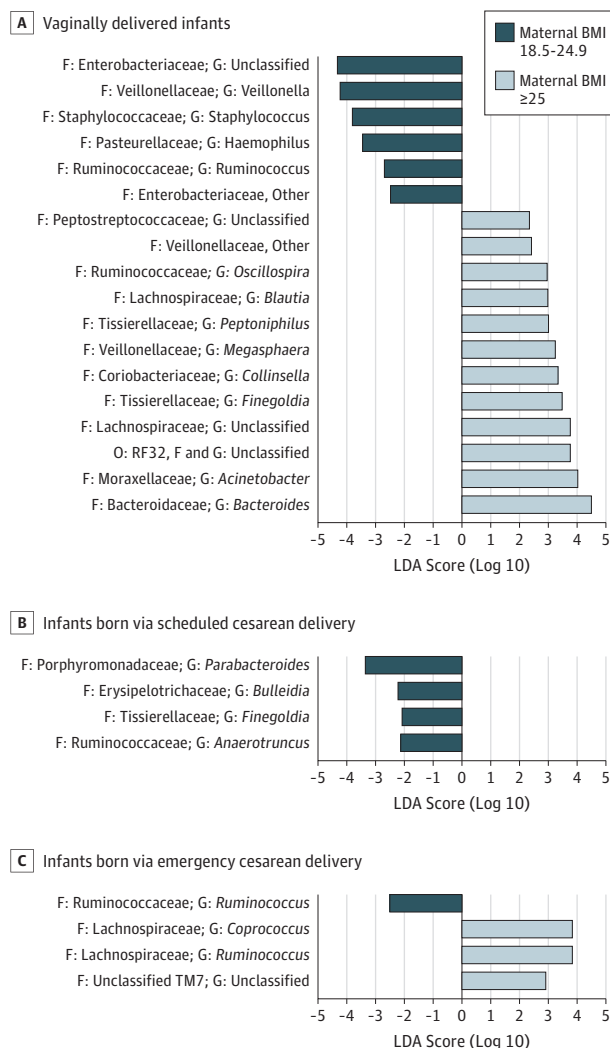 A Vaginally delivered infants
Maternal BMI
18.5-24.9
Maternal BMI
≥25
F: Enterobacteriaceae; G: Unclassified
F: Veillonellaceae; G: Veillonella
F: Staphylococcaceae; G: Staphylococcus
F: Pasteurellaceae; G: Haemophilus
F: Ruminococcaceae; G: Ruminococcus
F: Enterobacteriaceae, Other
F: Peptostreptococcaceae; G: Unclassified
F: Veillonellaceae, Other
F: Ruminococcaceae; G: Oscillospira
F: Lachnospiraceae; G: Blautia
F: Tissierellaceae; G: Peptoniphilus
F: Veillonellaceae; G: Megasphaera
F: Coriobacteriaceae; G: Collinsella
F: Tissierellaceae; G: Finegoldia
F: Lachnospiraceae; G: Unclassified
O: RF32, F and G: Unclassified
F: Moraxellaceae; G: Acinetobacter
F: Bacteroidaceae; G: Bacteroides
-5 -4 -3 -2 -1 0 1 2 3 4 5
LDA Score (Log 10)
B Infants born via scheduled cesarean delivery
F: Porphyromonadaceae; G: Parabacteroides
F: Erysipelotrichaceae; G: Bulleidia
F: Tissierellaceae; G: Finegoldia
F: Ruminococcaceae; G: Anaerotruncus
-5 -4 -3 -2 -1 0 1 2 3 4 5
LDA Score (Log 10)
C Infants born via emergency cesarean delivery
F: Ruminococcaceae; G: Ruminococcus
F: Lachnospiraceae; G: Coprococcus
F: Lachnospiraceae; G: Ruminococcus
F: Unclassified TM7; G: Unclassified
-5 -4 -3 -2 -1 0 1 2 3 4 5
LDA Score (Log 10)